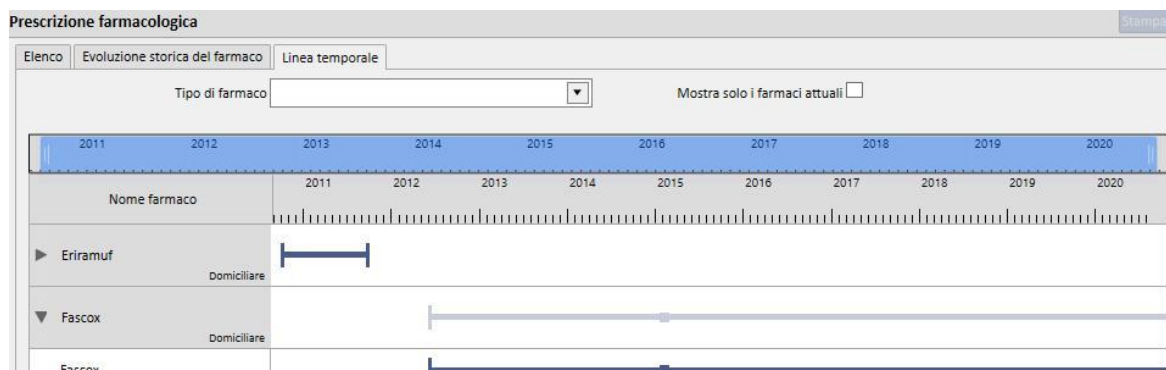 Prescrizione farmacologica Stampa
Elenco Evoluzione storica del farmaco Linea temporale
Tipo di farmaco Mostra solo i farmaci attuali
2011 2012 2013 2014 2015 2016 2017 2018 2019 2020
Nome farmaco 2011 2012 2013 2014 2015 2016 2017 2018 2019 2020
Eriramuf
Domiciliare
Fascox
Domiciliare
Fascox